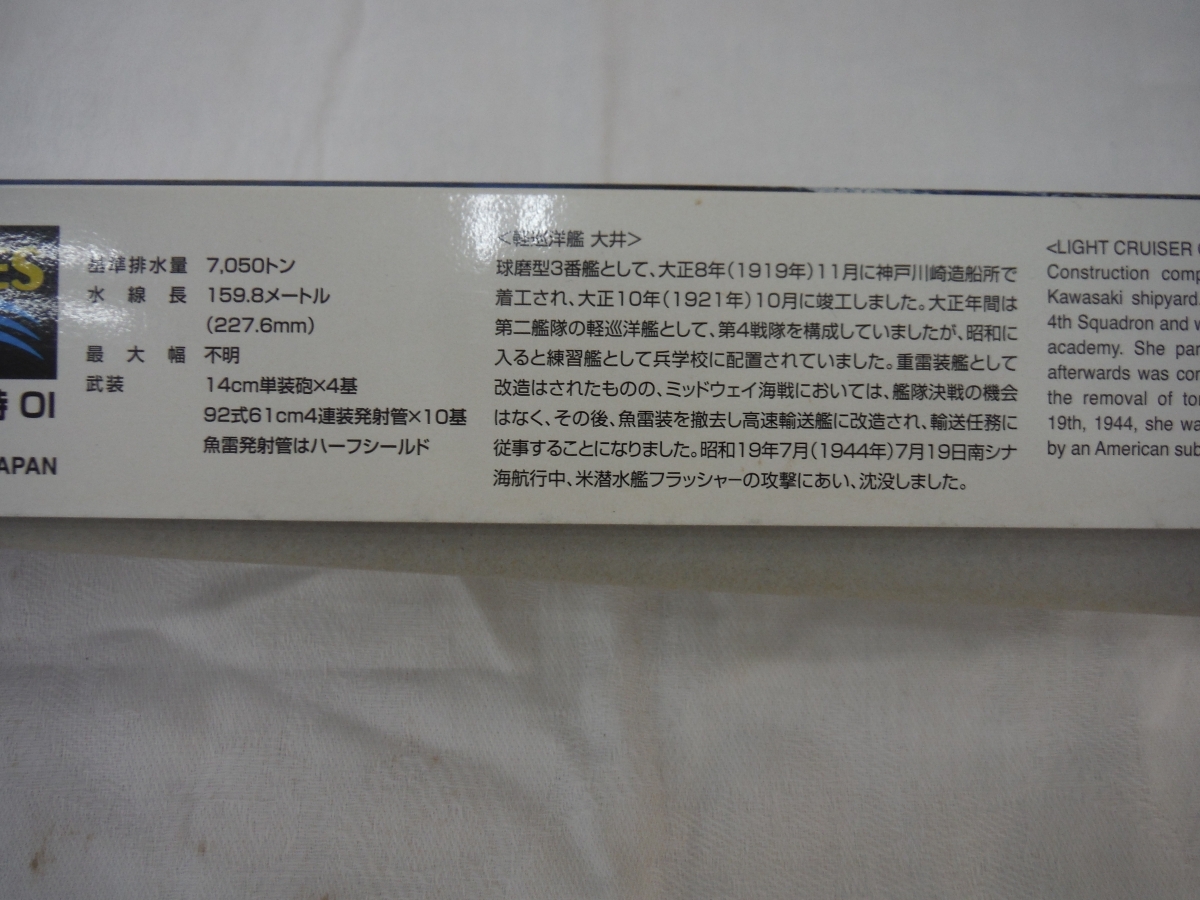 ES
特 OI
JAPAN
基準排水量 7,050トン
水線長 159.8メートル
(227.6mm)
最大幅 不明
武装 14cm単装砲×4基
92式61cm4連装発射管×10基
魚雷発射管はハーフシールド
<軽巡洋艦 大井>
球磨型3番艦として、大正8年(1919年)11月に神戸川崎造船所で
着工され、大正10年(1921年)10月に竣工しました。大正年間は
第二艦隊の軽巡洋艦として、第4戦隊を構成していましたが、昭和に
入ると練習艦として兵学校に配置されていました。重雷装艦として
改造はされたものの、ミッドウェイ海戦においては、艦隊決戦の機会
はなく、その後、魚雷装を撤去し高速輸送艦に改造され、輸送任務に
従事することになりました。昭和19年7月(1944年)7月19日南シナ
海航行中、米潜水艦フラッシャーの攻撃にあい、沈没しました。
<LIGHT CRUISER
Construction comp
Kawasaki shipyard.
4th Squadron and w
academy. She par
afterwards was con
the removal of tor
19th, 1944, she wa
by an American sub